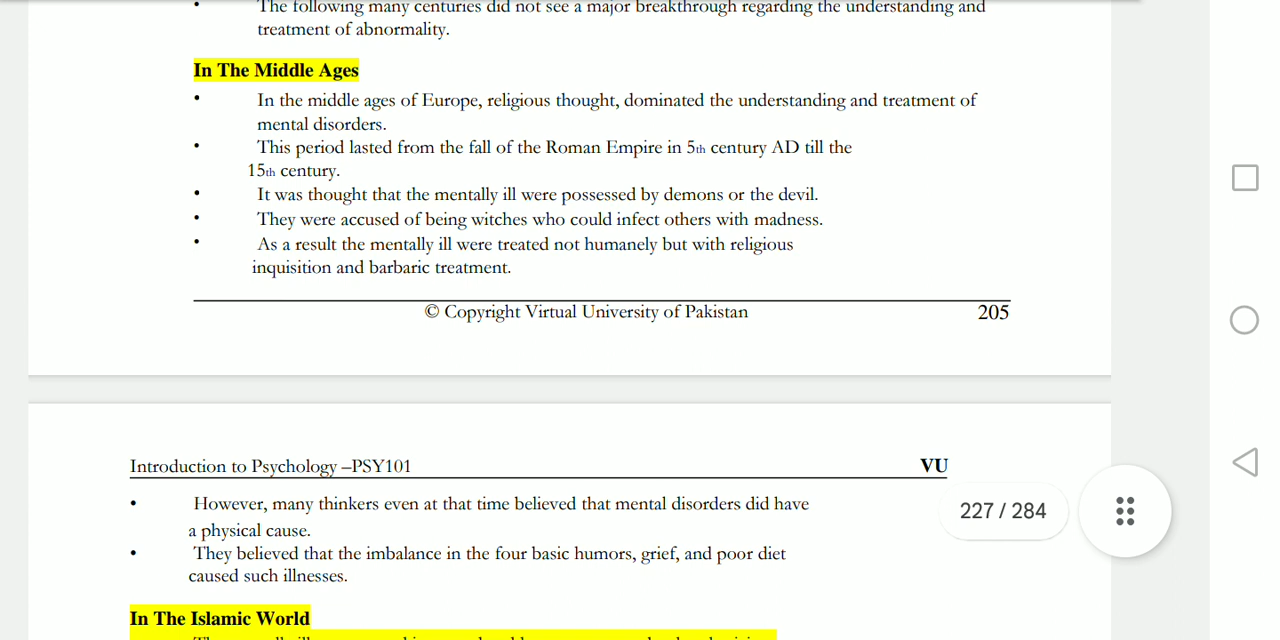 • The following many centuries did not see a major breakthrough regarding the understanding and
treatment of abnormality.
In The Middle Ages
• In the middle ages of Europe, religious thought, dominated the understanding and treatment of
mental disorders.
• This period lasted from the fall of the Roman Empire in 5th century AD till the
15th century.
• It was thought that the mentally ill were possessed by demons or the devil.
• They were accused of being witches who could infect others with madness.
• As a result the mentally ill were treated not humanely but with religious
inquisition and barbaric treatment.
© Copyright Virtual University of Pakistan 205
Introduction to Psychology –PSY101 VU
• However, many thinkers even at that time believed that mental disorders did have
a physical cause.
227 / 284
• They believed that the imbalance in the four basic humors, grief, and poor diet
caused such illnesses.
In The Islamic World